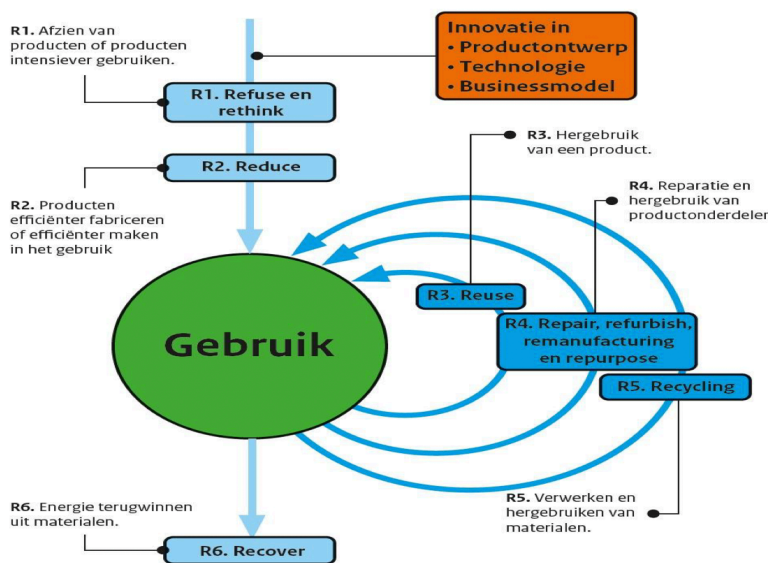 R1. Afzien van
producten of producten
intensiever gebruiken.
Innovatie in
• Productontwerp
• Technologie
• Businessmodel
R1. Refuse en
rethink
R3. Hergebruik
van een product.
R2. Reduce
R4. Reparatie en
hergebruik van
productonderdelen
R2. Producten
efficiënter fabriceren
of efficiënter maken
in het gebruik
R3. Reuse
Gebruik
R4. Repair, refurbish,
remanufacturing
en repurpose
R5. Recycling
R5. Verwerken en
hergebruiken van
materialen.
R6. Energie terugwinnen
uit materialen.
R6. Recover